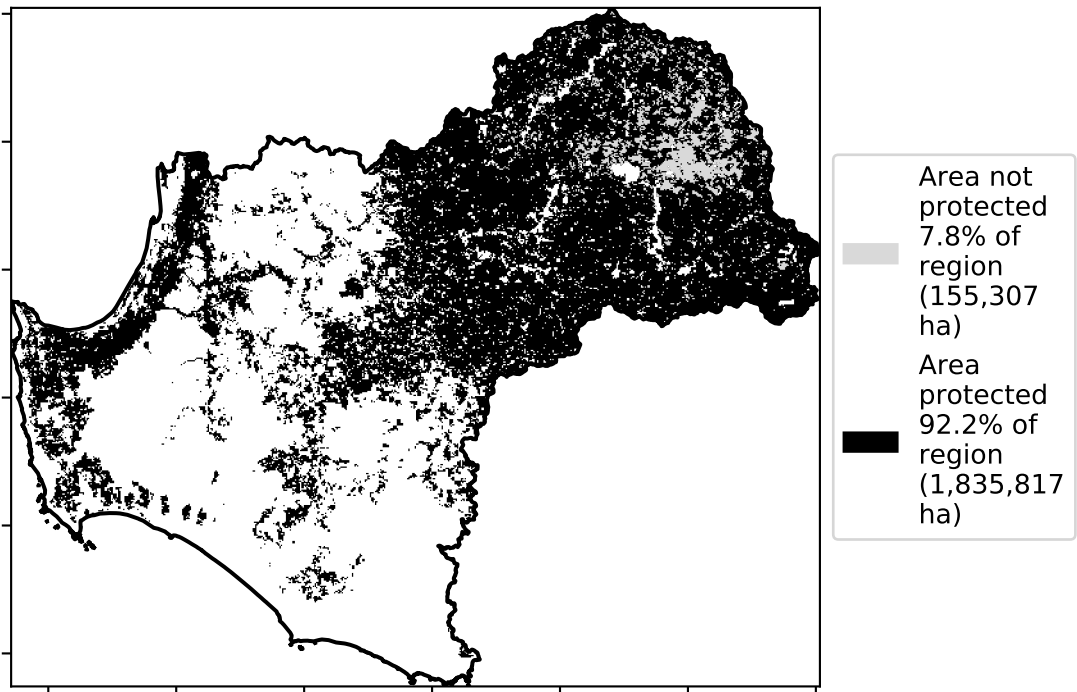 Area not
protected
7.8% of
region
(155,307
ha)
Area
protected
92.2% of
region
(1,835,817
ha)